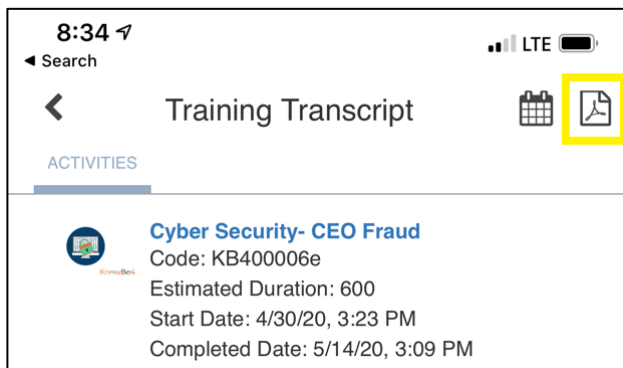 8:34
LTE
◀ Search
Training Transcript
ACTIVITIES
Cyber Security- CEO Fraud
KnowBe4
Code: KB400006e
Estimated Duration: 600
Start Date: 4/30/20, 3:23 PM
Completed Date: 5/14/20, 3:09 PM